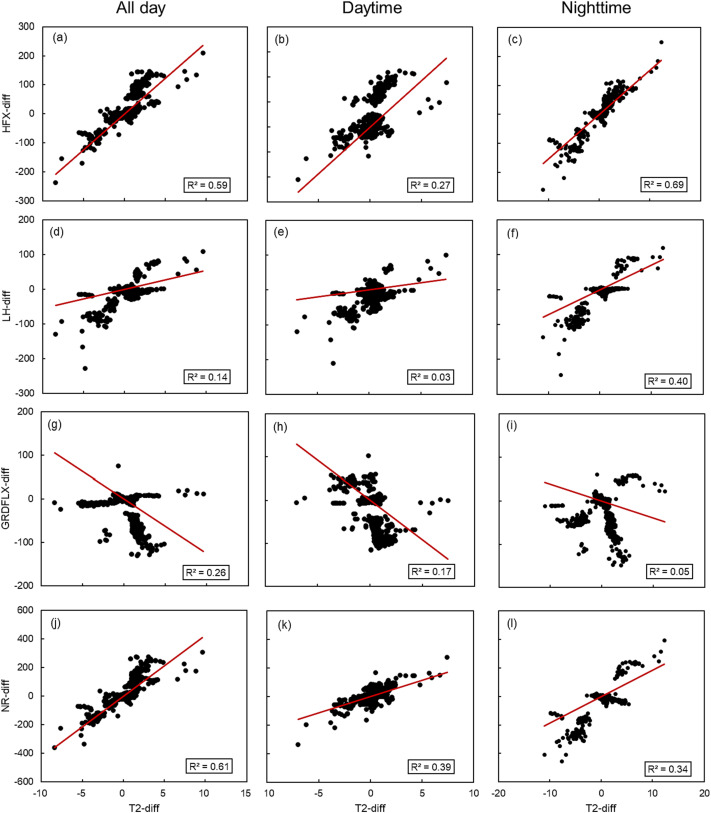 All day Daytime Nighttime
300
(a) (b) (c)
200
100
0
HFX-diff
-100
-200
R² = 0.59 R² = 0.27 R² = 0.69
-300
200
(d) (e) (f)
100
0
LH-diff
-100
-200
R² = 0.14 R² = 0.03 R² = 0.40
-300
200
(g) (h) (i)
100
0
GRDFLX-diff
-100
R² = 0.26 R² = 0.17 R² = 0.05
-200
600
(j) (k) (l)
400
200
0
NR-diff
-200
-400
R² = 0.61 R² = 0.39 R² = 0.34
-600
-10 -5 0 5 10 15 -10 -5 0 5 10 -20 -10 0 10 20
T2-diff T2-diff T2-diff